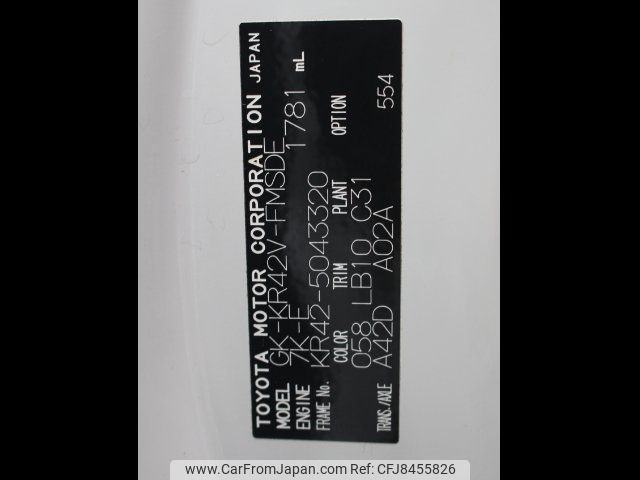 TOYOTA MOTOR CORPORATION JAPAN
MODEL GK-KR42V-FMSDE
ENGINE 7K-E 1781 mL
FRAME No. KR42-5043320
COLOR TRIM PLANT OPTION
058 LB10 C31
TRANS./AXLE A42D A02A 554
www.CarFromJapan.com | CFJ8455826